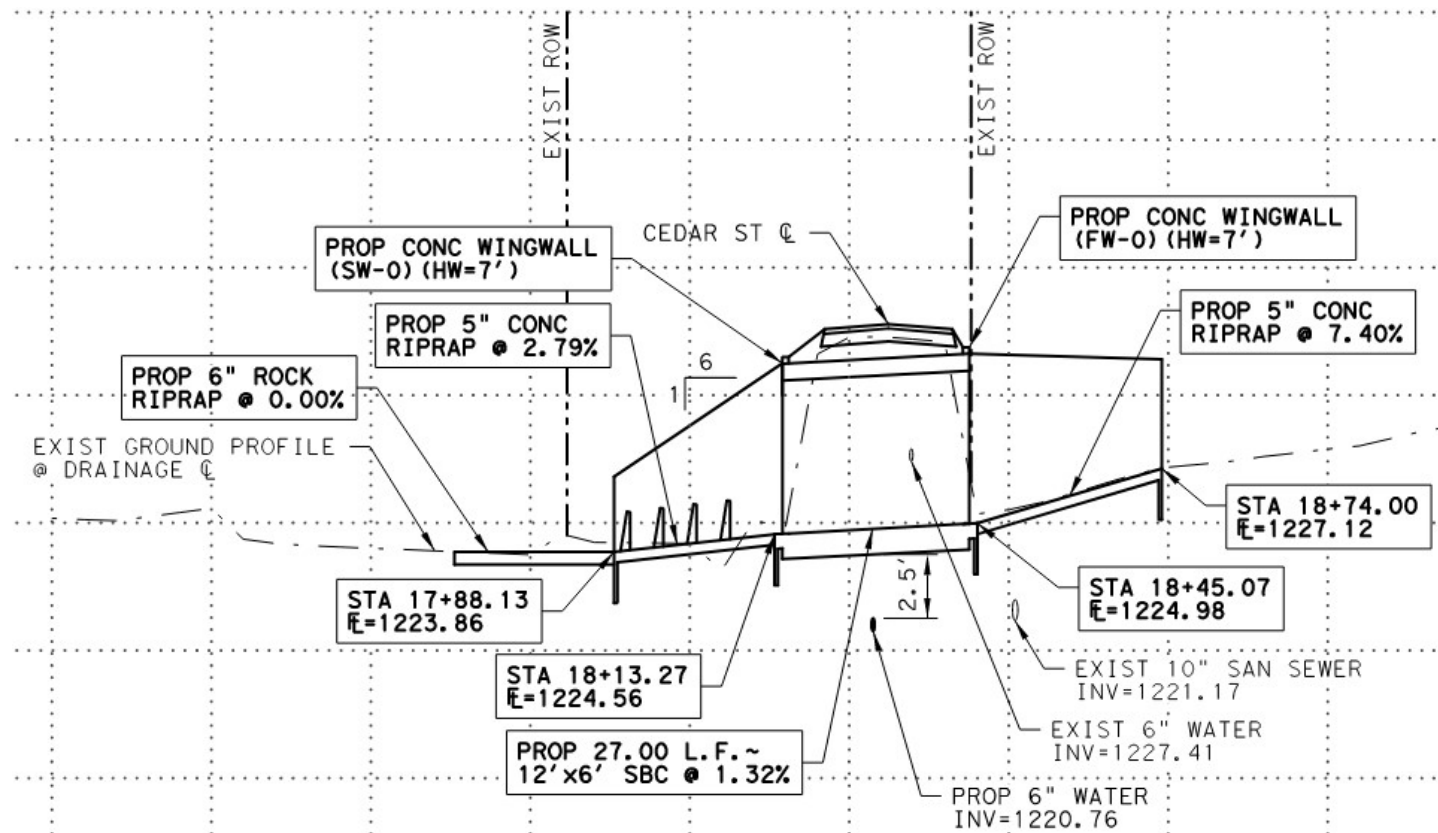 EXIST ROW
EXIST ROW
PROP CONC WINGWALL
(SW-0) (HW=7')
CEDAR ST ℄
PROP CONC WINGWALL
(FW-0) (HW=7')
PROP 5" CONC
RIPRAP @ 2.79%
PROP 5" CONC
RIPRAP @ 7.40%
PROP 6" ROCK
RIPRAP @ 0.00%
6
1
EXIST GROUND PROFILE
@ DRAINAGE ℄
STA 18+74.00
FL=1227.12
STA 17+88.13
FL=1223.86
2.5'
STA 18+45.07
FL=1224.98
STA 18+13.27
FL=1224.56
EXIST 10" SAN SEWER
INV=1221.17
EXIST 6" WATER
INV=1227.41
PROP 27.00 L.F.~
12'x6' SBC @ 1.32%
PROP 6" WATER
INV=1220.76